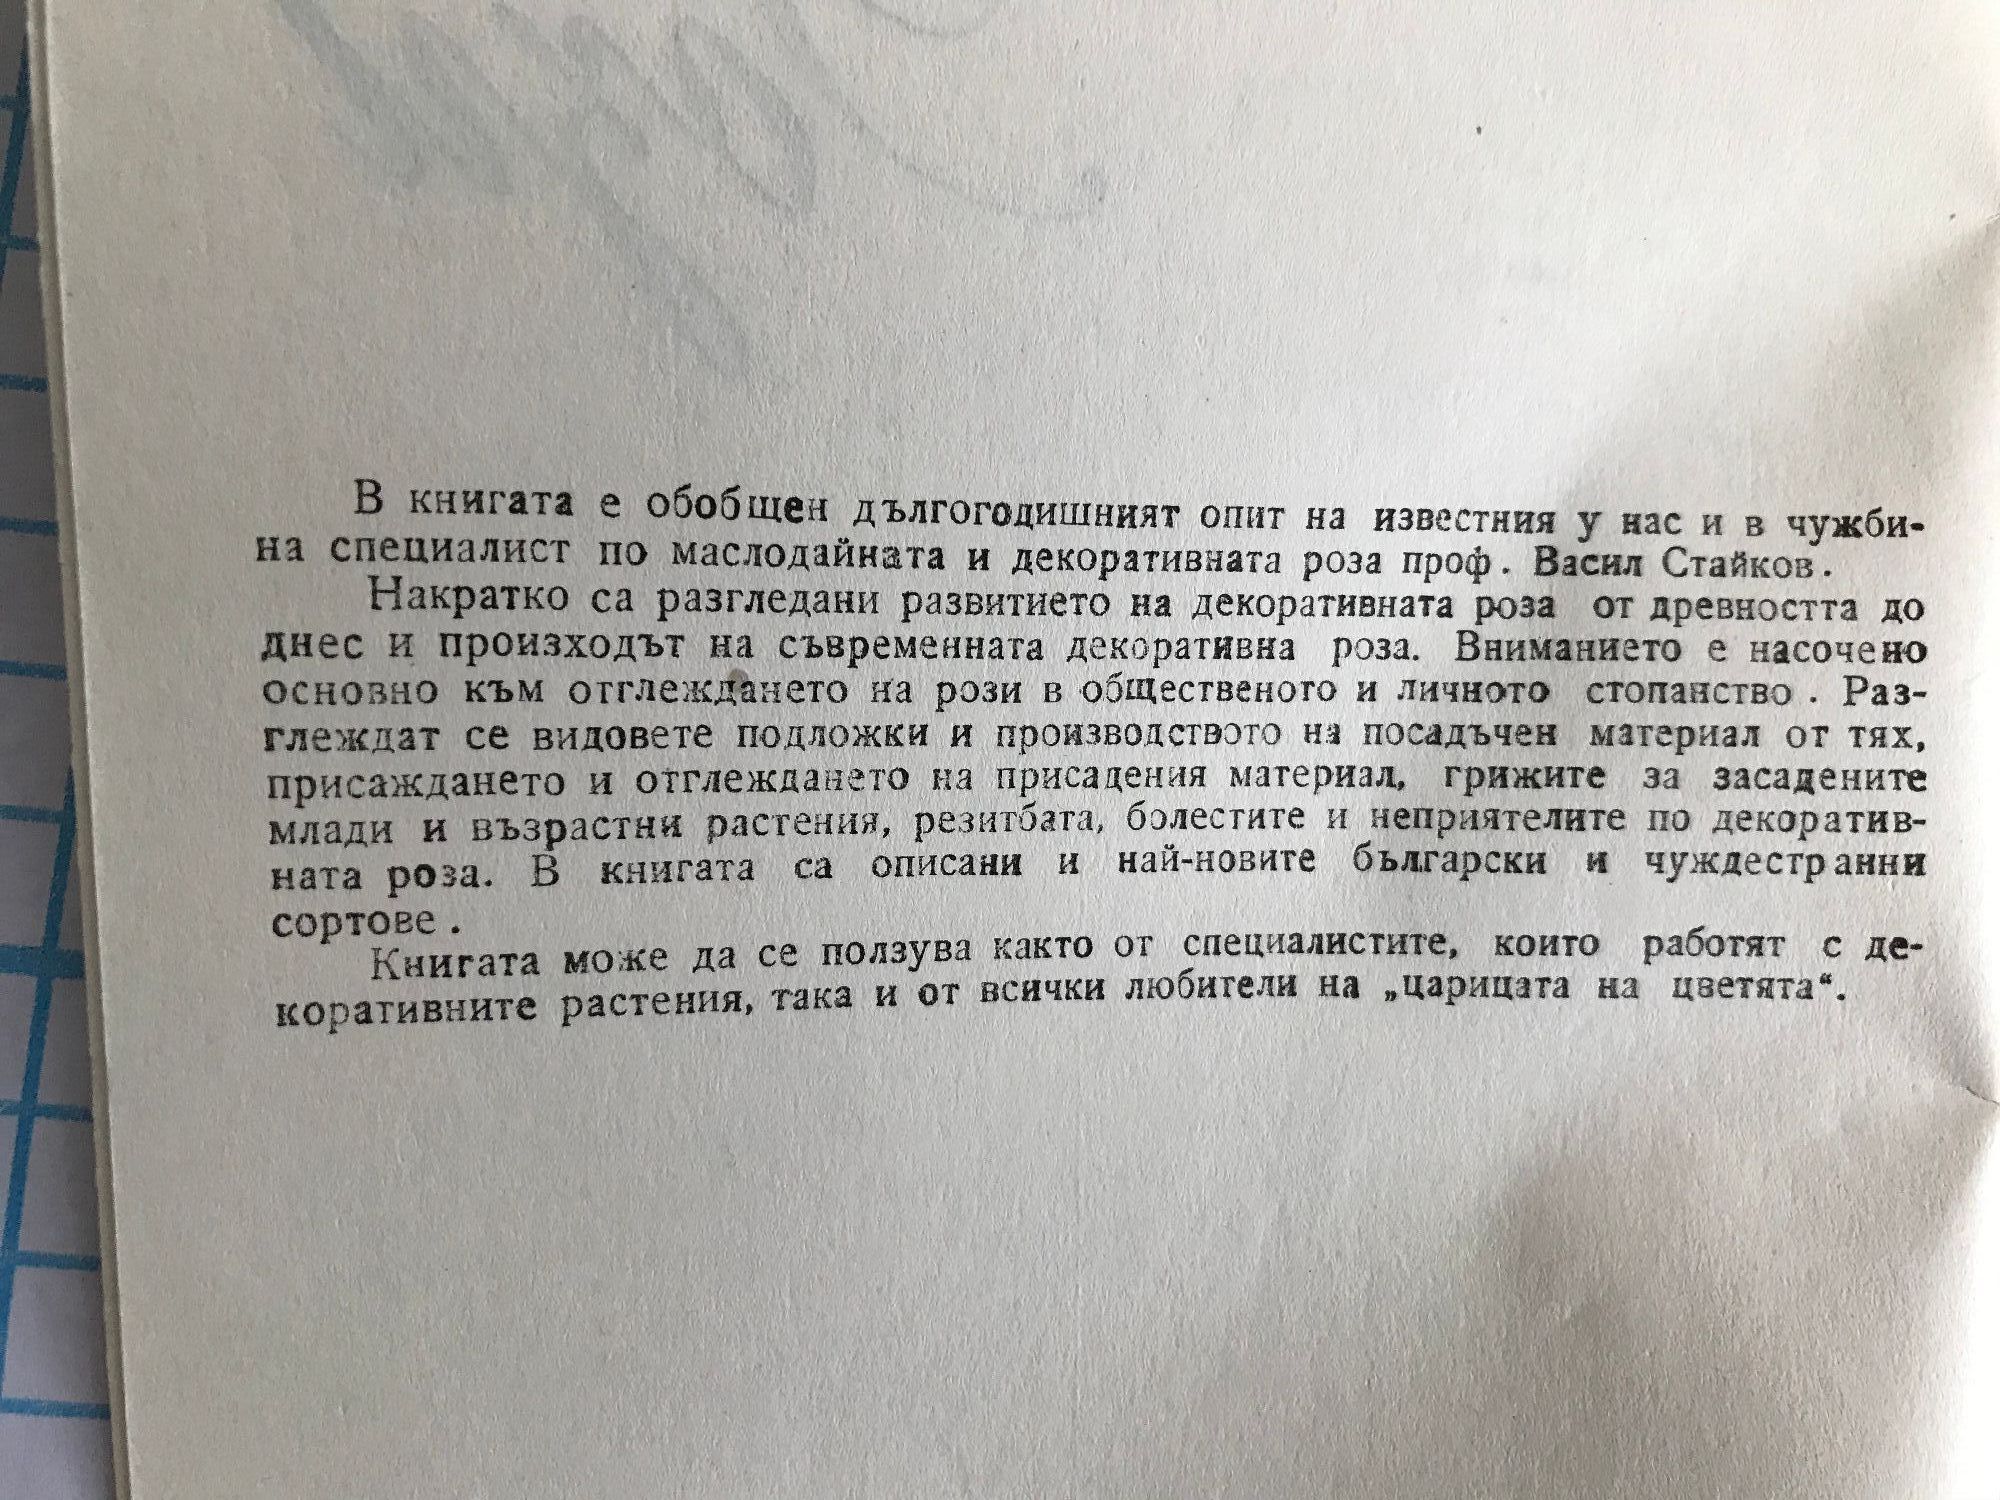 В книгата е обобщен дългогодишният опит на известния у нас и в чужби-
на специалист по маслодайната и декоративната роза проф. Васил Стайков.
Накратко са разгледани развитието на декоративната роза от древността до
днес и произходът на съвременната декоративна роза. Вниманието е насочено
основно към отглеждането на рози в общественого и личното стопанство. Раз-
глеждат се видовете подложки и производството на посадъчен материал от тях,
присаждането и отглеждането на присадения материал, грижите за засадените
млади и възрастни растения, резитбата, болестите и неприятелите по декоратив-
ната роза. В книгата са описани и най-новите български и чуждестранни
сортове.
Книгата може да се ползува както от специалистите, които работят с де-
коративните растения, така и от всички любители на „царицата на цветята“.